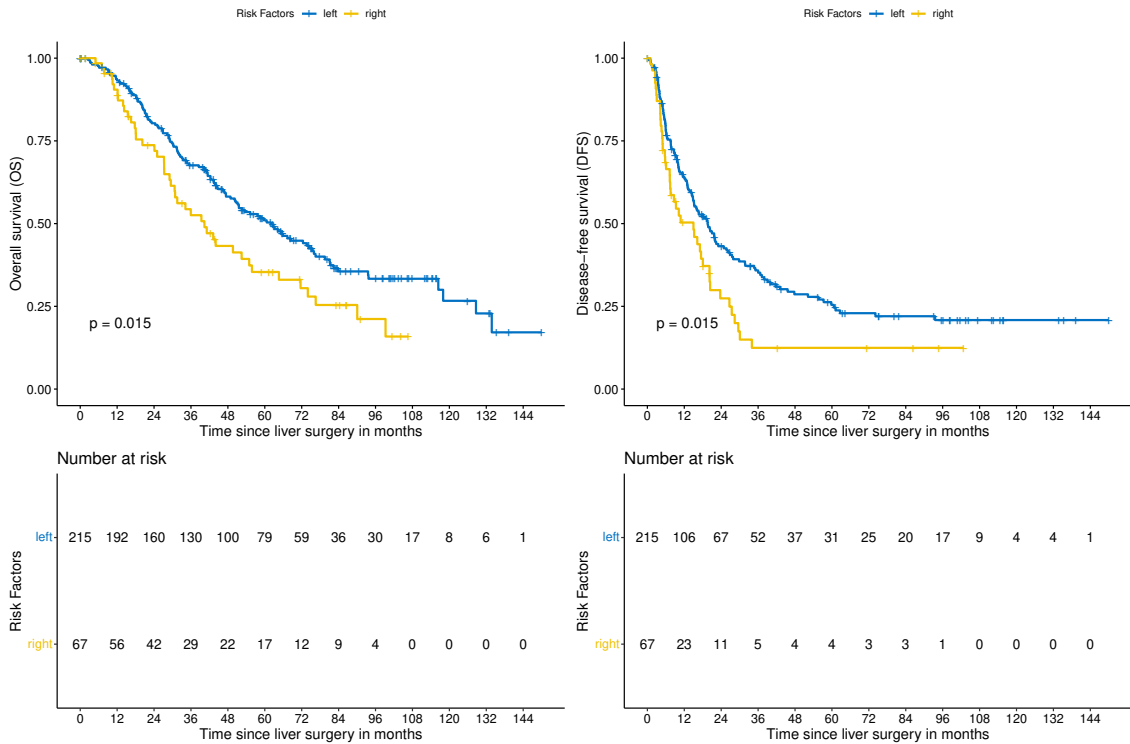 Risk Factors left right
Overall survival (OS)
1.00
0.75
0.50
0.25
0.00
p = 0.015
0 12 24 36 48 60 72 84 96 108 120 132 144
Time since liver surgery in months
Number at risk
Risk Factors
left 215 192 160 130 100 79 59 36 30 17 8 6 1
right 67 56 42 29 22 17 12 9 4 0 0 0 0
0 12 24 36 48 60 72 84 96 108 120 132 144
Time since liver surgery in months
Risk Factors left right
Disease−free survival (DFS)
1.00
0.75
0.50
0.25
0.00
p = 0.015
0 12 24 36 48 60 72 84 96 108 120 132 144
Time since liver surgery in months
Number at risk
Risk Factors
left 215 106 67 52 37 31 25 20 17 9 4 4 1
right 67 23 11 5 4 4 3 3 1 0 0 0 0
0 12 24 36 48 60 72 84 96 108 120 132 144
Time since liver surgery in months